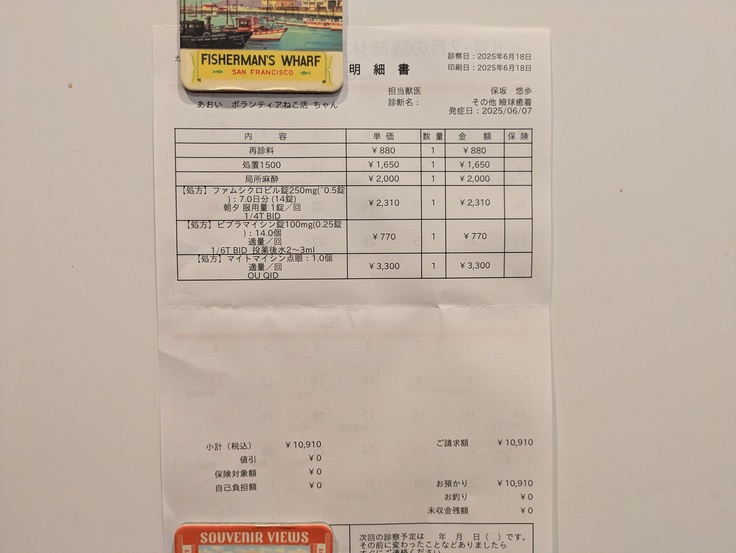 FISHERMAN'S WHARF
SAN FRANCISCO
明 細 書
診察日：2025年6月18日
印刷日：2025年6月18日
あおい ボランティアねこ活 ちゃん
担当獣医 保坂 悠歩
診断名： その他 瞼球癒着
発症日：2025/06/07
内 容 単 価 数 量 金 額 保 険
再診料 ￥880 1 ￥880
処置1500 ￥1,650 1 ￥1,650
局所麻酔 ￥2,000 1 ￥2,000
【処方】ファムシクロビル錠250mg(~0.5錠
)：7.0日分 (14錠)
朝夕 服用量 1錠／回
1/4T BID
￥2,310 1 ￥2,310
【処方】ビブラマイシン錠100mg(0.25錠
)：14.0個
適量／回
1/6T BID 投薬後水2～3ml
￥770 1 ￥770
【処方】マイトマイシン点眼：1.0個
適量／回
OU QID
￥3,300 1 ￥3,300
小計（税込） ￥10,910
値引 ￥0
保険対象額 ￥0
自己負担額 ￥0
ご請求額 ￥10,910
お預かり ￥10,910
お釣り ￥0
未収金残額 ￥0
SOUVENIR VIEWS
次回の診察予定は 年 月 日（ ）です。
その前に変わったことなどありましたら
すぐにご連絡ください